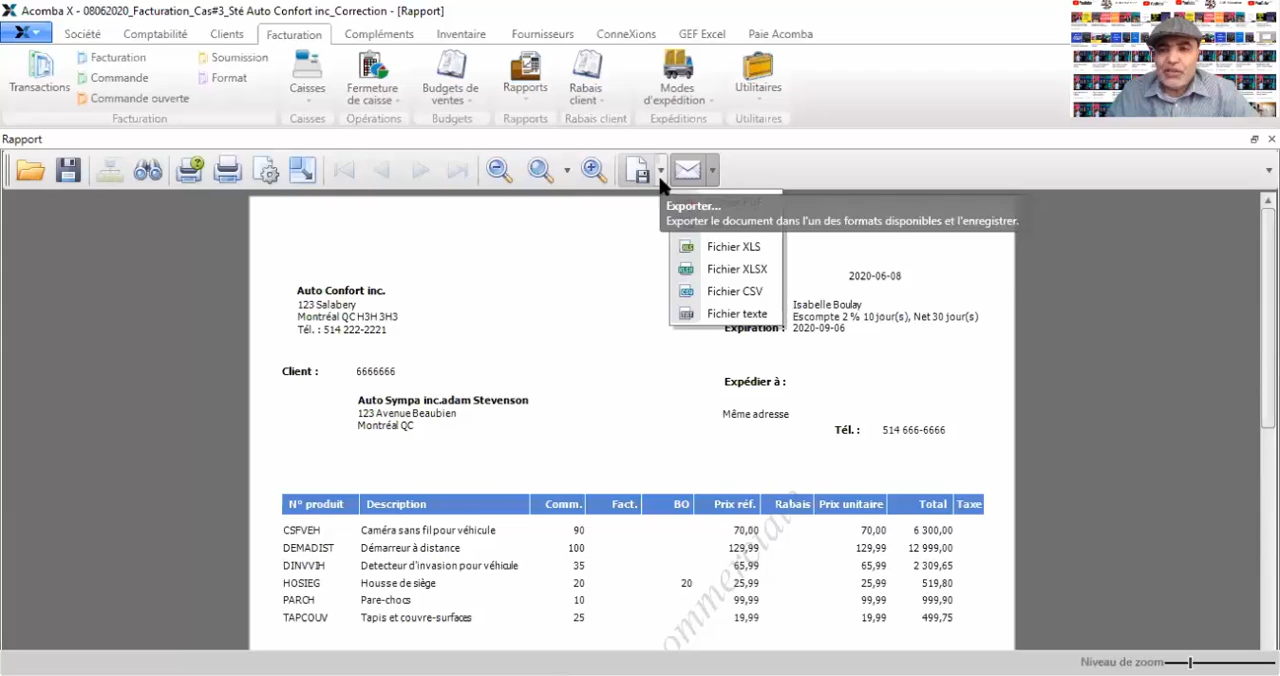 Acomba X - 08062020_Facturation_Cas#3_Sté Auto Confort inc_Correction - [Rapport]
Société Comptabilité Clients Facturation ConneXions GEF Excel Pac Acomba
Transactions
Facturation
Commande
Commande ouverte
Soumission
Format
Caisses
Budgets de ventes
Rapports
Rabais client
Modes d'expédition
Utilitaires
Facturation Caisses Budgets Rapports Rabais client Expéditions Utilitaires
Rapport
Exporter...
Exporter le document dans l'un des formats disponibles et l'enregistrer.
Fichier XLS
Fichier XLSX
Fichier CSV
Fichier texte
2020-06-08
Isabelle Boulay
Escompte 2 % 10 jour(s), Net 30 jour(s)
Expiration : 2020-09-06
Auto Confort inc.
123 Salabery
Montréal QC H3H 3H3
Tél. : 514 222-2221
Client : 6666666
Auto Sympa inc.adam Stevenson
123 Avenue Beaubien
Montréal QC
Expédier à :
Même adresse
Tél. : 514 666-6666
N° produit Description Comm. Fact. BO Prix réf. Rabais Prix unitaire Total Taxe
CSFVEH Caméra sans fil pour véhicule 90 70,00 70,00 6 300,00
DEMADIST Démarreur à distance 100 129,99 129,99 12 999,00
DINVVIH Detecteur d'invasion pour véhicule 35 65,99 65,99 2 309,65
HOSIEG Housse de siège 20 20 25,99 25,99 519,80
PARCH Pare-chocs 10 99,99 99,99 999,90
TAPCOUV Tapis et couvre-surfaces 25 19,99 19,99 499,75
Niveau de zoom